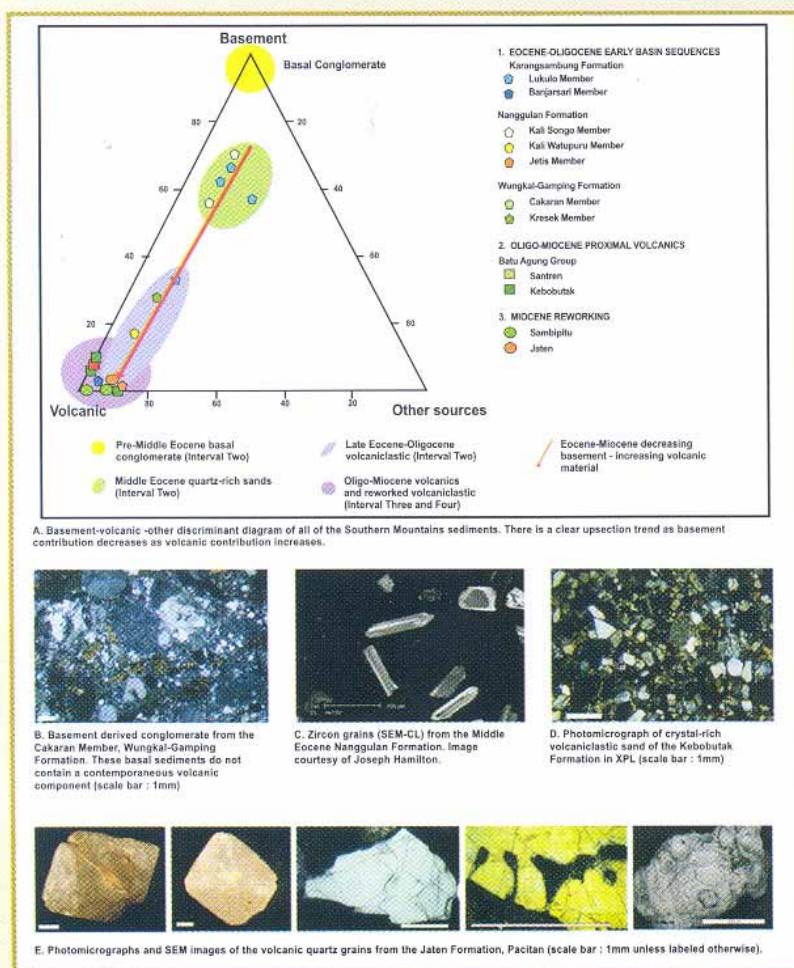 Basement
Basal Conglomerate
80
20
60
40
40
60
20
80
Volcanic
80
60
40
20
Other sources
1. EOCENE-OLIGOCENE EARLY BASIN SEQUENCES
Karangsambung Formation
Lukulo Member
Banjarsari Member
Nanggulan Formation
Kali Songo Member
Kali Watupuru Member
Jetis Member
Wungkal-Gamping Formation
Cakaran Member
Kresek Member
2. OLIGO-MIOCENE PROXIMAL VOLCANICS
Batu Agung Group
Santren
Kebobutak
3. MIOCENE REWORKING
Sambipitu
Jaten
Pre-Middle Eocene basal
conglomerate (Interval Two)
Middle Eocene quartz-rich sands
(Interval Two)
Late Eocene-Oligocene
volcaniclastic (Interval Two)
Oligo-Miocene volcanics
and reworked volcaniclastic
(Interval Three and Four)
Eocene-Miocene decreasing
basement - increasing volcanic
material
A. Basement-volcanic -other discriminant diagram of all of the Southern Mountains sediments. There is a clear upsection trend as basement
contribution decreases as volcanic contribution increases.
B. Basement derived conglomerate from the
Cakaran Member, Wungkal-Gamping
Formation. These basal sediments do not
contain a contemporaneous volcanic
component (scale bar : 1mm)
C. Zircon grains (SEM-CL) from the Middle
Eocene Nanggulan Formation. Image
courtesy of Joseph Hamilton.
D. Photomicrograph of crystal-rich
volcaniclastic sand of the Kebobutak
Formation in XPL (scale bar : 1mm)
E. Photomicrographs and SEM images of the volcanic quartz grains from the Jaten Formation, Pacitan (scale bar : 1mm unless labeled otherwise).